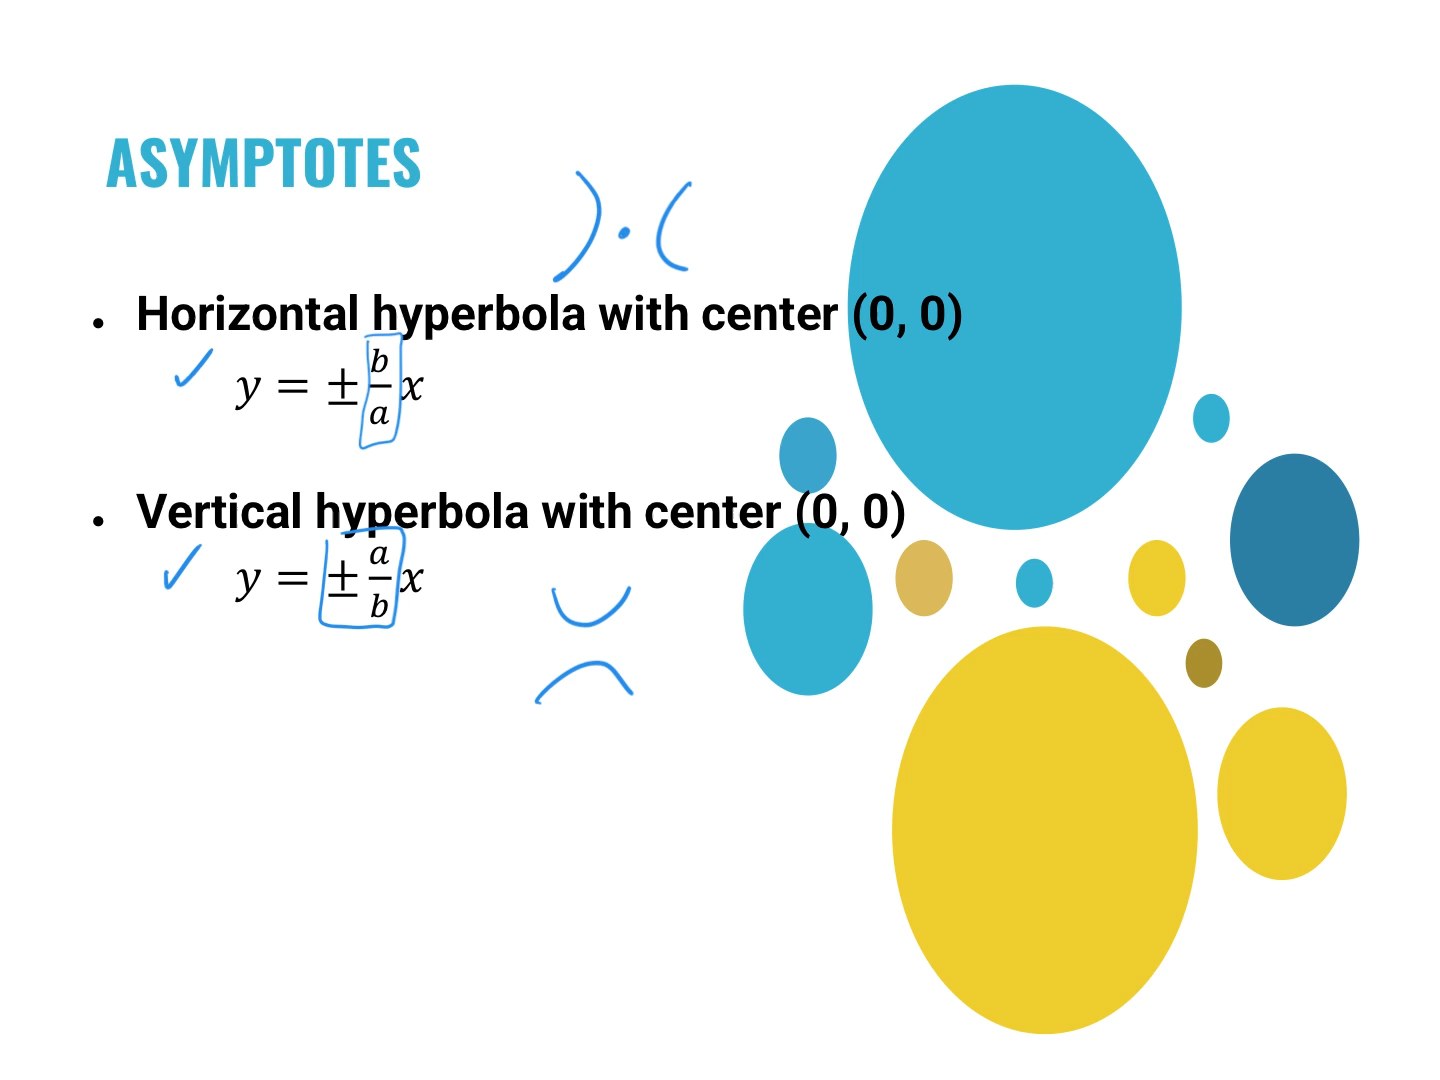 ASYMPTOTES
• Horizontal hyperbola with center (0, 0)
✓ y = ± b/a x
• Vertical hyperbola with center (0, 0)
✓ y = ± a/b x